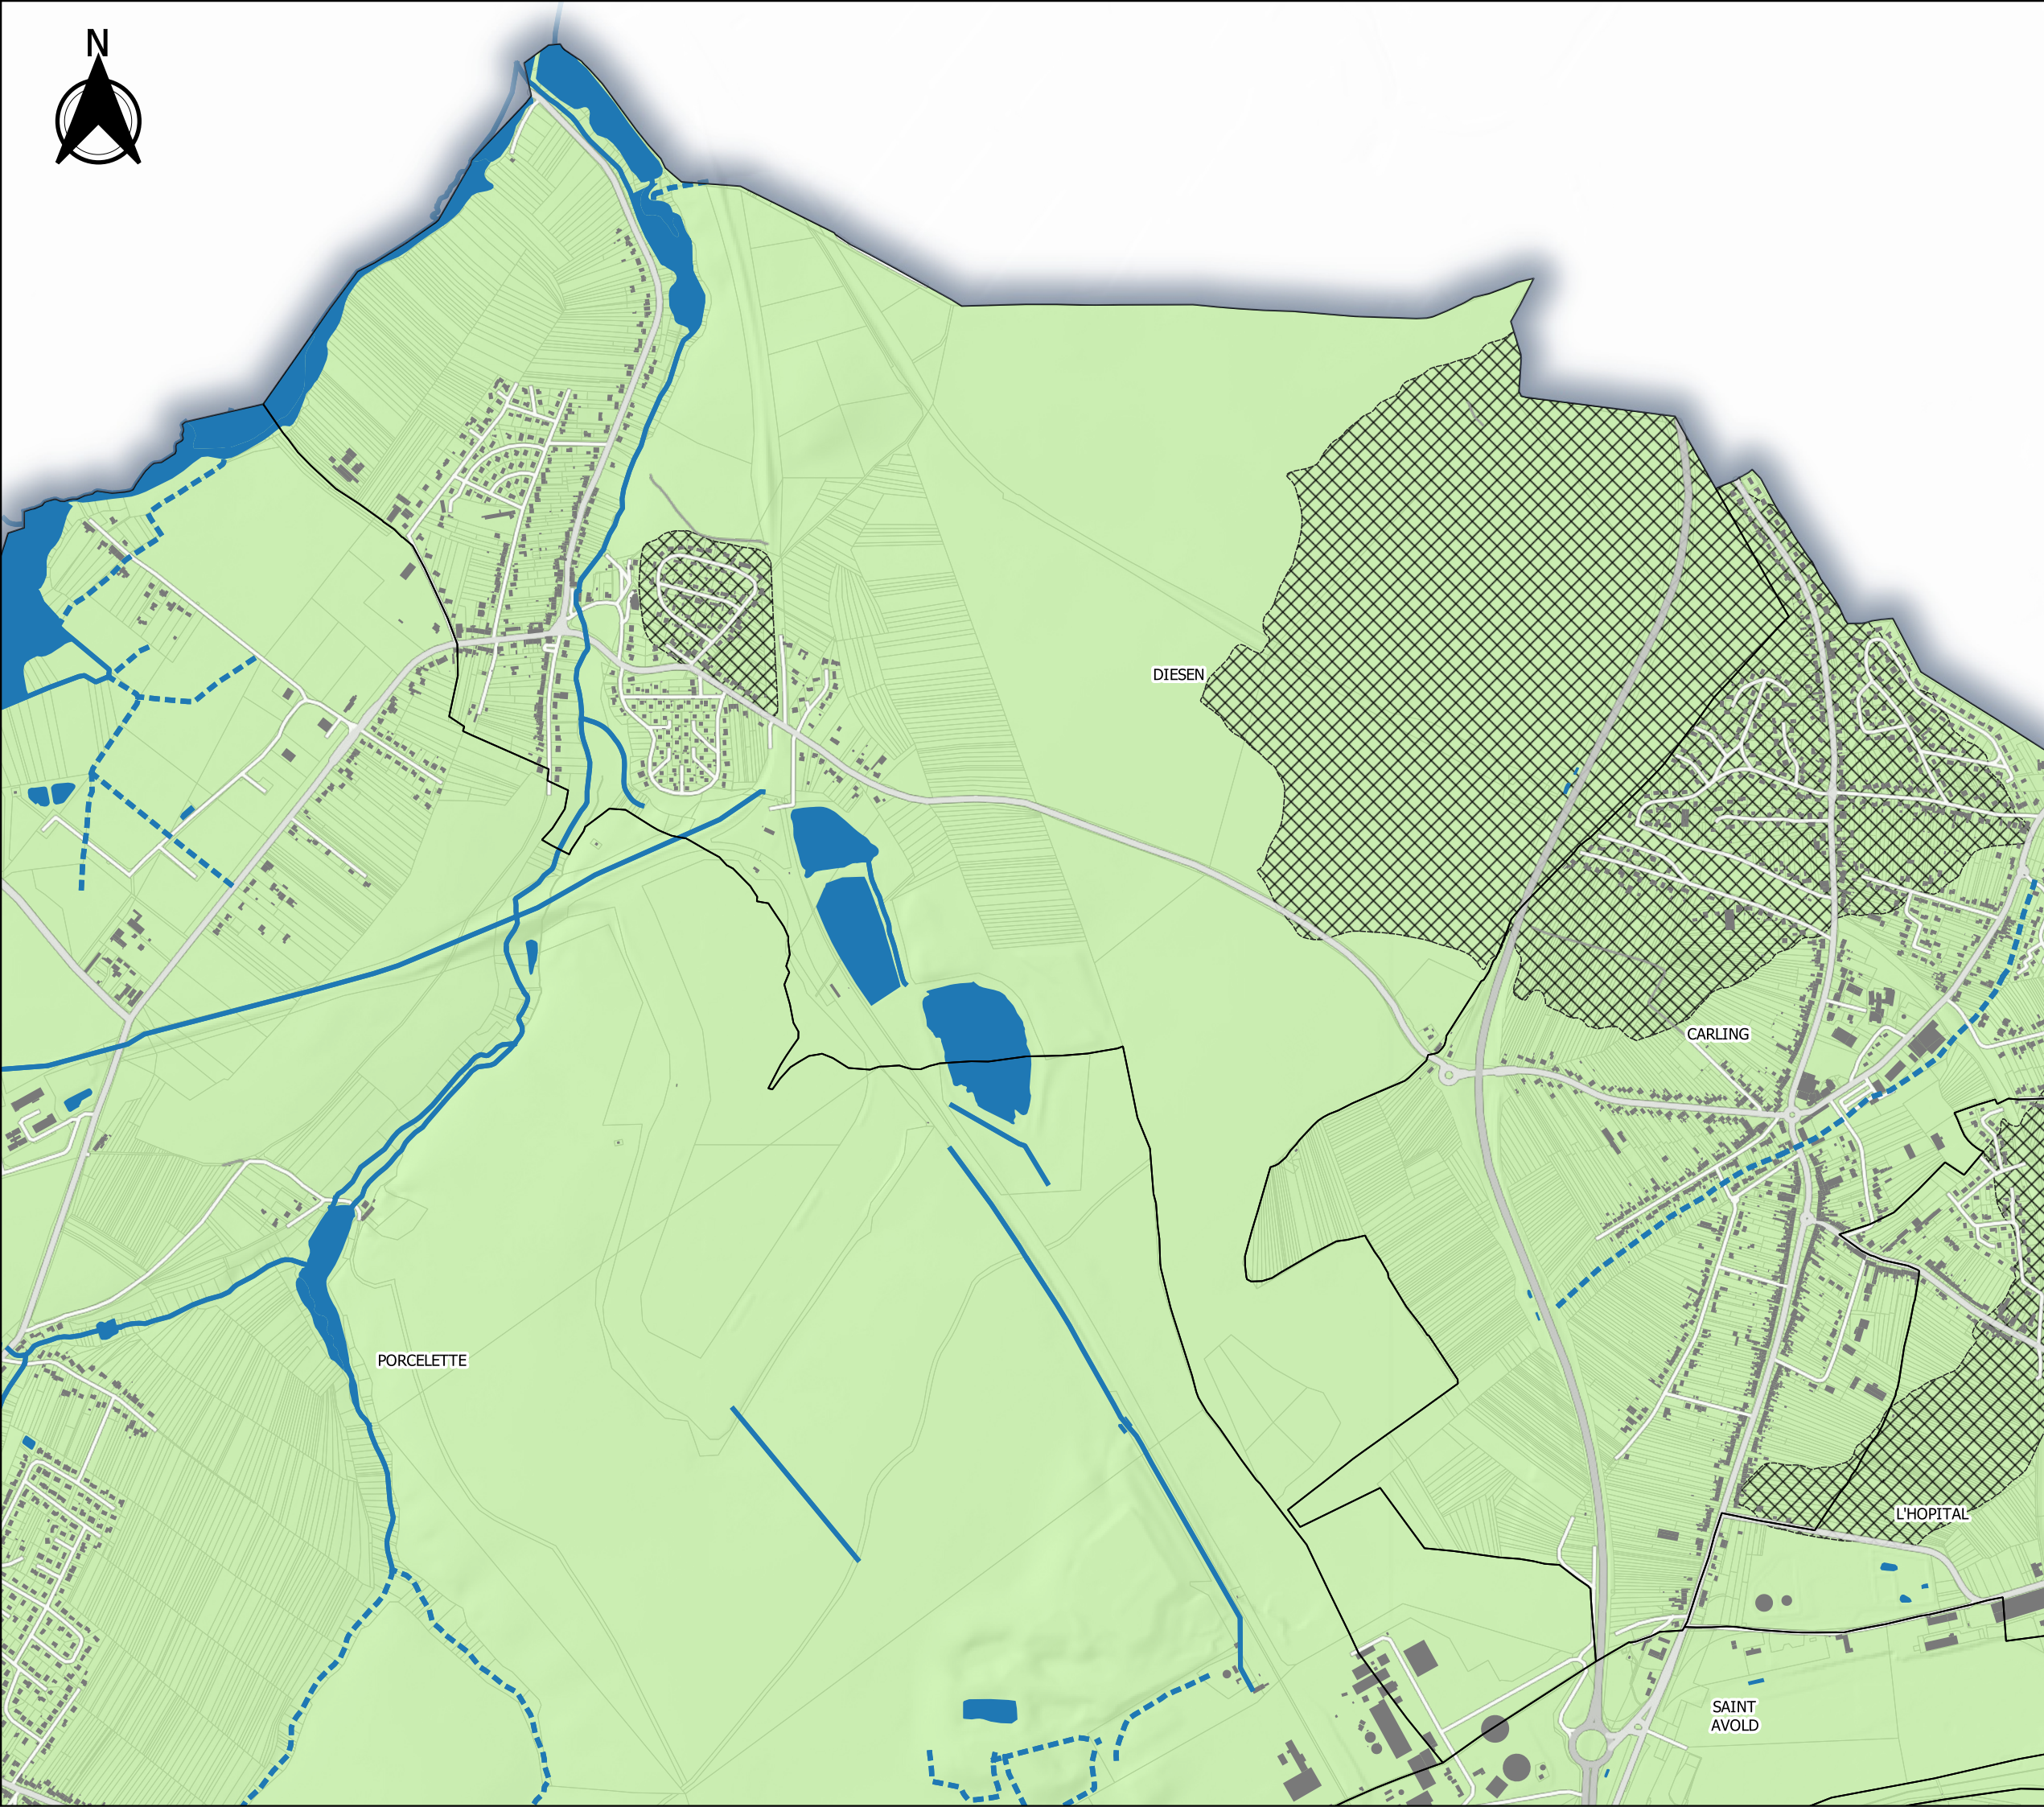 N
DIESEN
CARLING
PORCELETTE
L'HOPITAL
SAINT
AVOLD